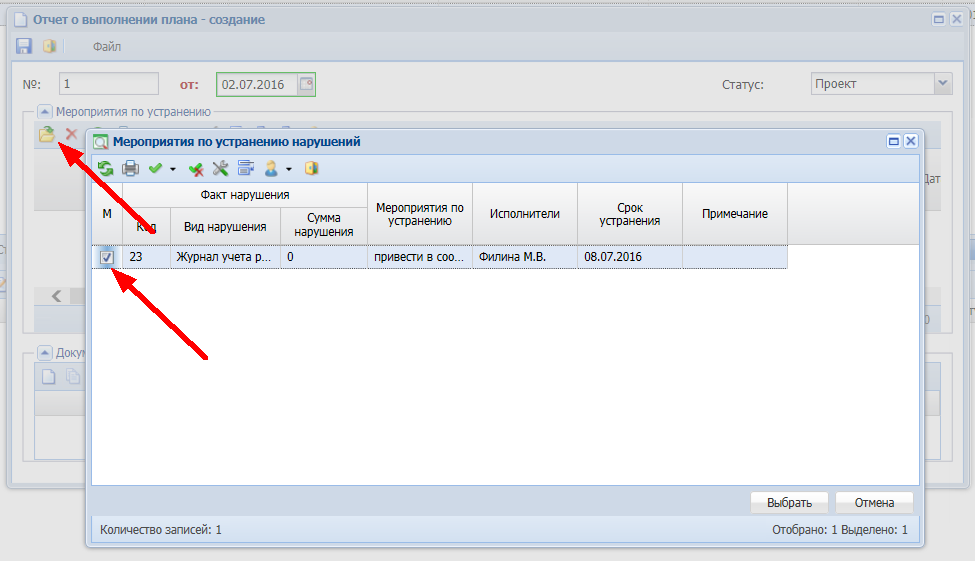 Отчет о выполнении плана - создание
Файл
№: 1 от: 02.07.2016 Статус: Проект
Мероприятия по устранению
Мероприятия по устранению нарушений
М
Факт нарушения
Код
Вид нарушения
Сумма
нарушения
Мероприятия по
устранению
Исполнители
Срок
устранения
Примечание
23 Журнал учета р... 0 привести в соо... Филина М.В. 08.07.2016
Выбрать Отмена
Количество записей: 1 Отобрано: 1 Выделено: 1